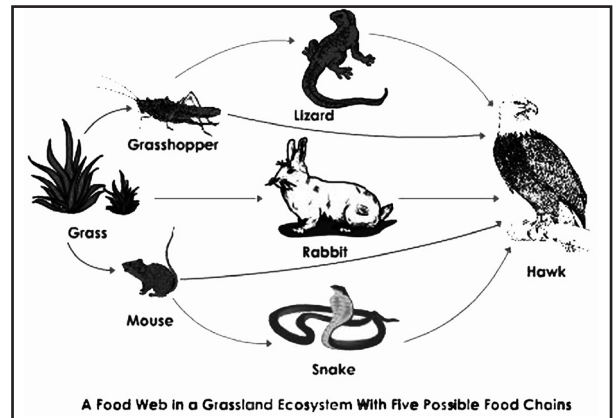 Lizard
Grasshopper
Grass
Rabbit
Hawk
Mouse
Snake
A Food Web in a Grassland Ecosystem With Five Possible Food Chains